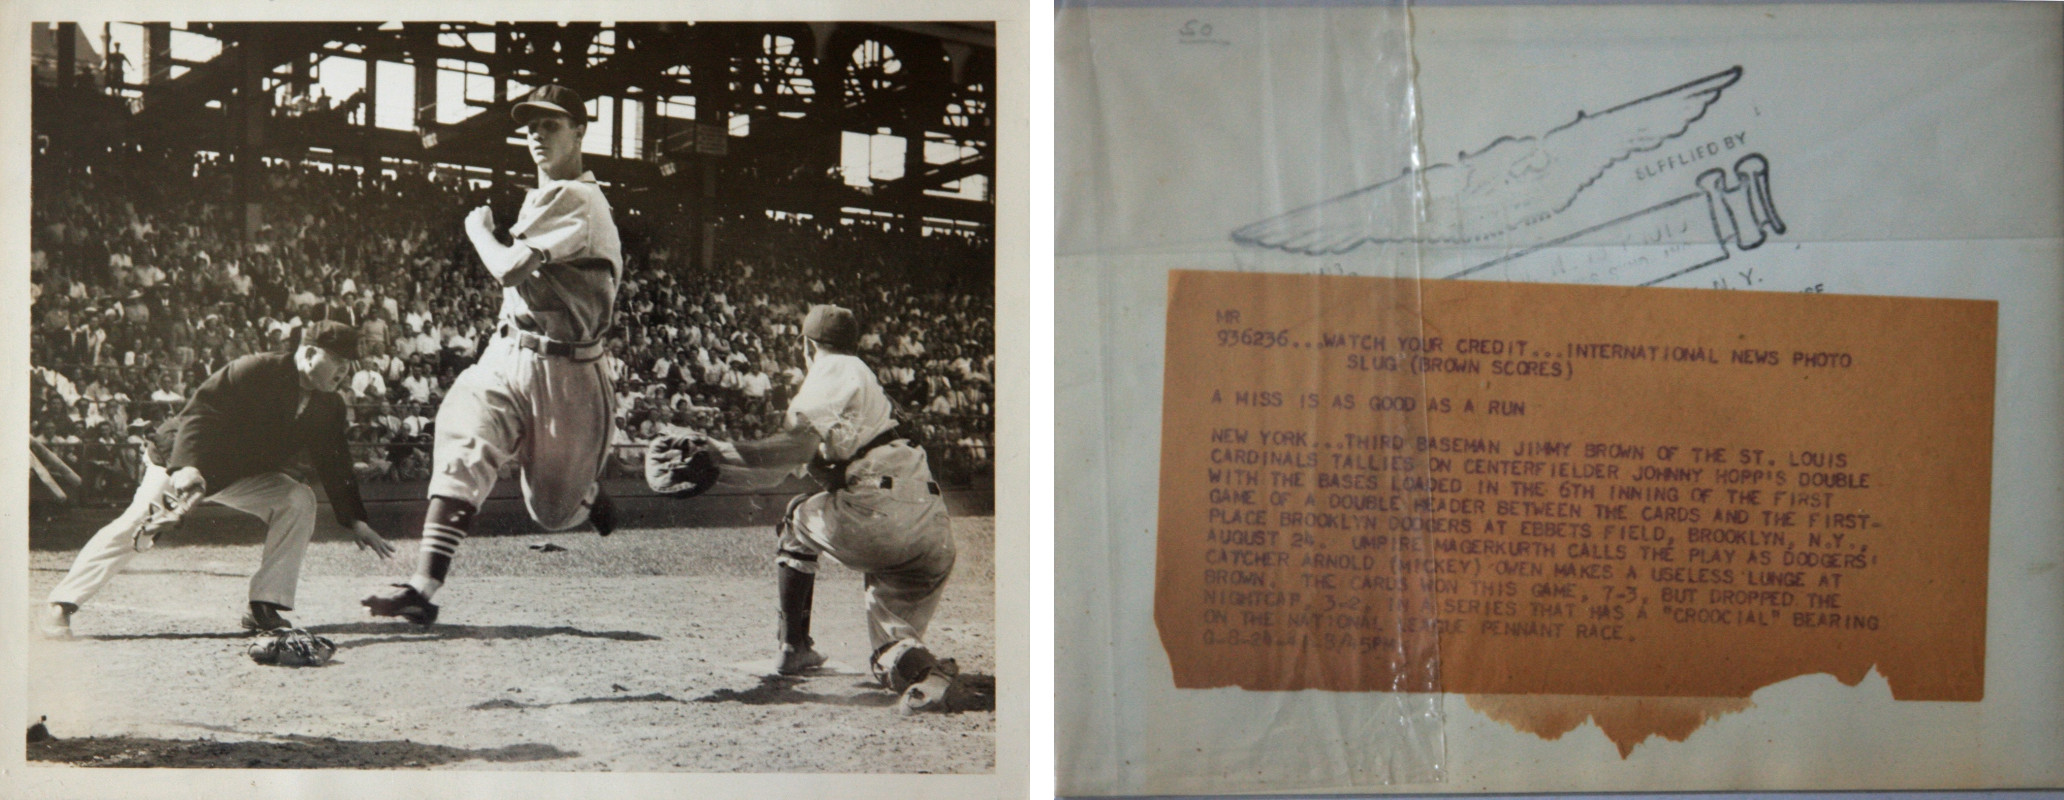 50
N.Y.
MR
936236...WATCH YOUR CREDIT...INTERNATIONAL NEWS PHOTO
SLUG (BROWN SCORES)
A MISS IS AS GOOD AS A RUN
NEW YORK...THIRD BASEMAN JIMMY BROWN OF THE ST. LOUIS
CARDINALS TALLIES ON CENTERFIELDER JOHNNY HOPP'S DOUBLE
WITH THE BASES LOADED IN THE 6TH INNING OF THE FIRST
GAME OF A DOUBLE HEADER BETWEEN THE CARDS AND THE FIRST-
PLACE BROOKLYN DODGERS AT EBBETS FIELD, BROOKLYN, N.Y.,
AUGUST 24. UMPIRE MAGERKURTH CALLS THE PLAY AS DODGERS'
CATCHER ARNOLD (MICKEY) OWEN MAKES A USELESS LUNGE AT
BROWN. THE CARDS WON THIS GAME, 7-3, BUT DROPPED THE
NIGHTCAP, 3-2, IN A SERIES THAT HAS A "CROOCIAL" BEARING
ON THE NATIONAL LEAGUE PENNANT RACE.